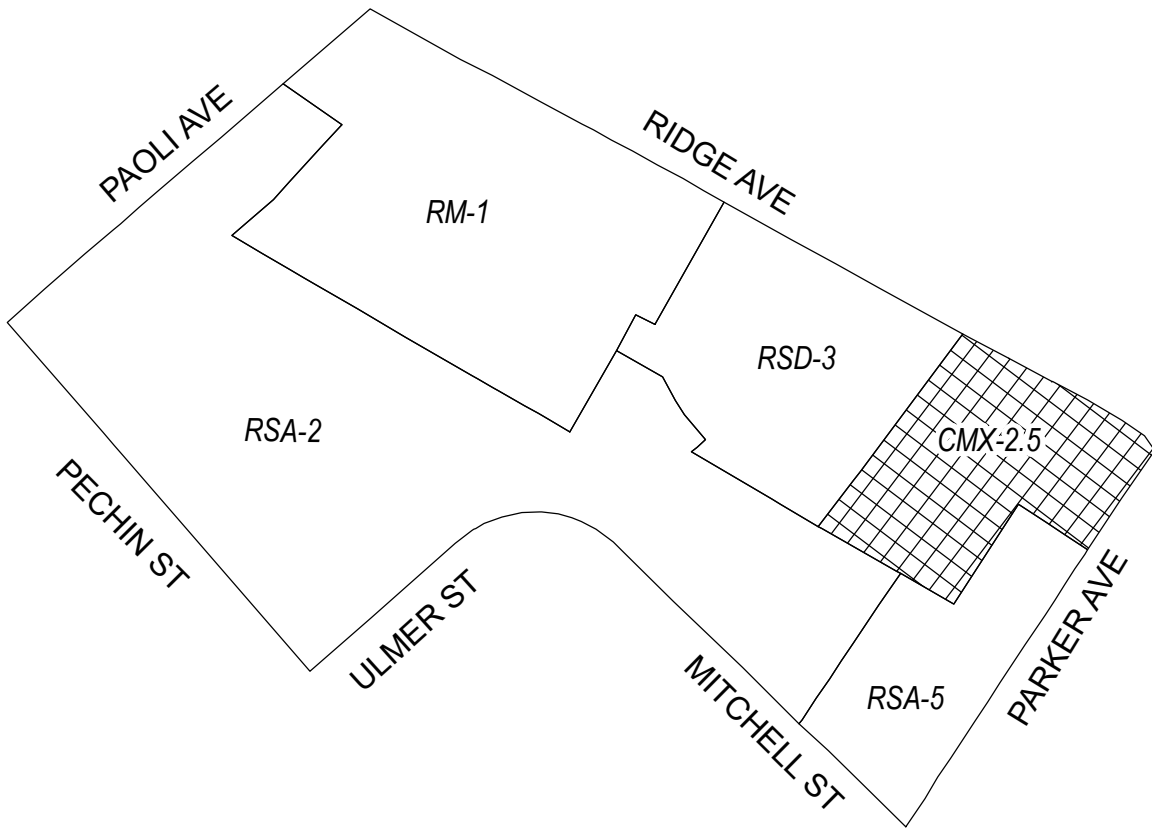 PAOLI AVE
RIDGE AVE
RM-1
RSD-3
CMX-2.5
RSA-2
PECHIN ST
ULMER ST
MITCHELL ST
RSA-5
PARKER AVE